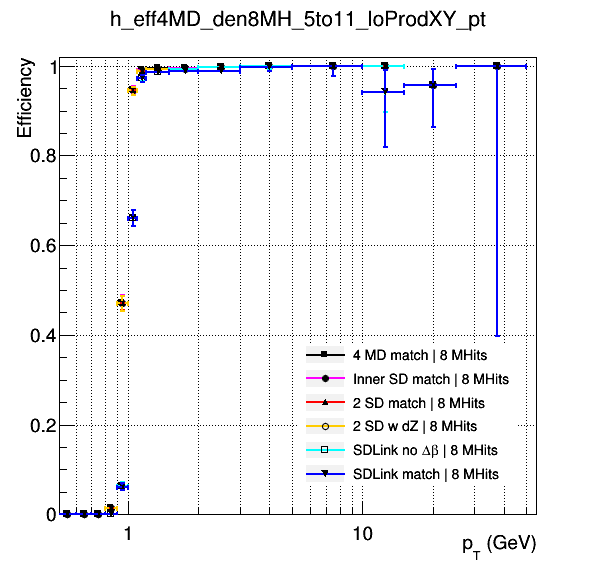 h_eff4MD_den8MH_5to11_loProdXY_pt
Efficiency
1
0.8
0.6
0.4
0.2
0
4 MD match | 8 MHits
Inner SD match | 8 MHits
2 SD match | 8 MHits
2 SD w dZ | 8 MHits
SDLink no Δβ | 8 MHits
SDLink match | 8 MHits
1 10
p_T (GeV)